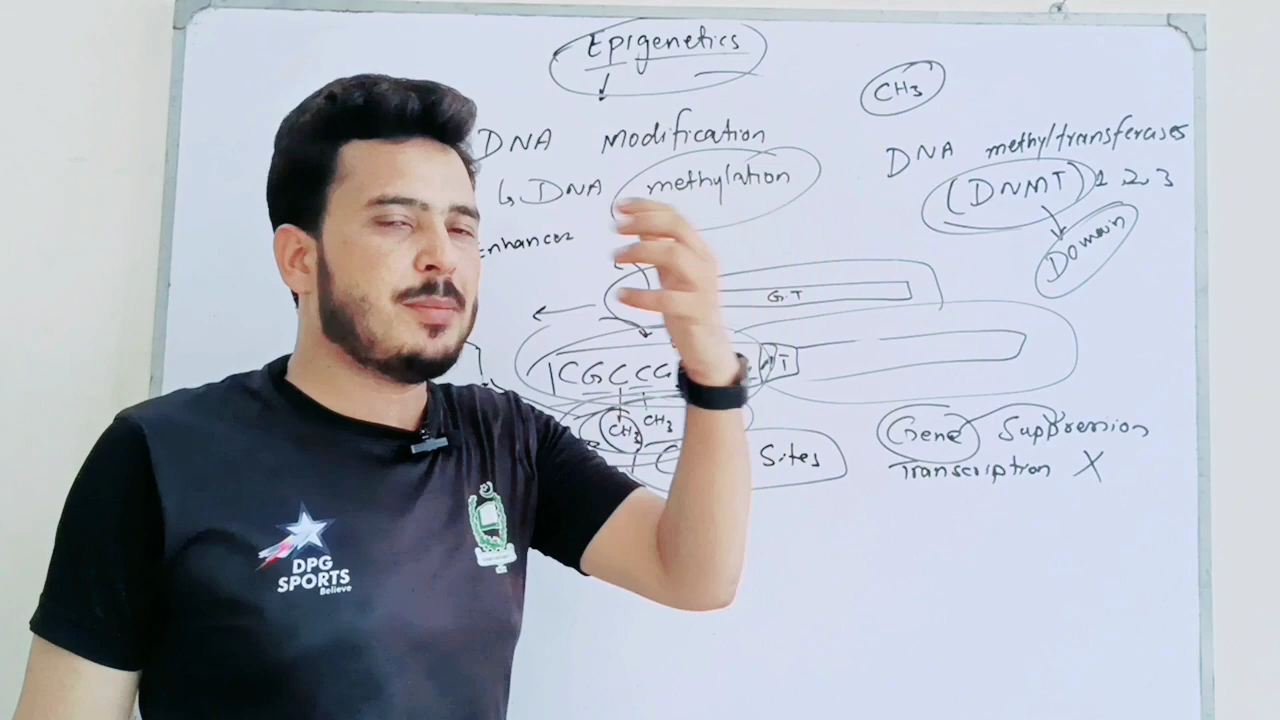 Epigenetics
CH3
DNA Modification
DNA methyltransferases
↳ DNA methylation
(DNMT) 1, 2, 3
Domain
Enhancer
G.T
CGCCG
T
CH3 CH3
Sites
Gene Suppression
Transcription X
DPG
SPORTS
Believe